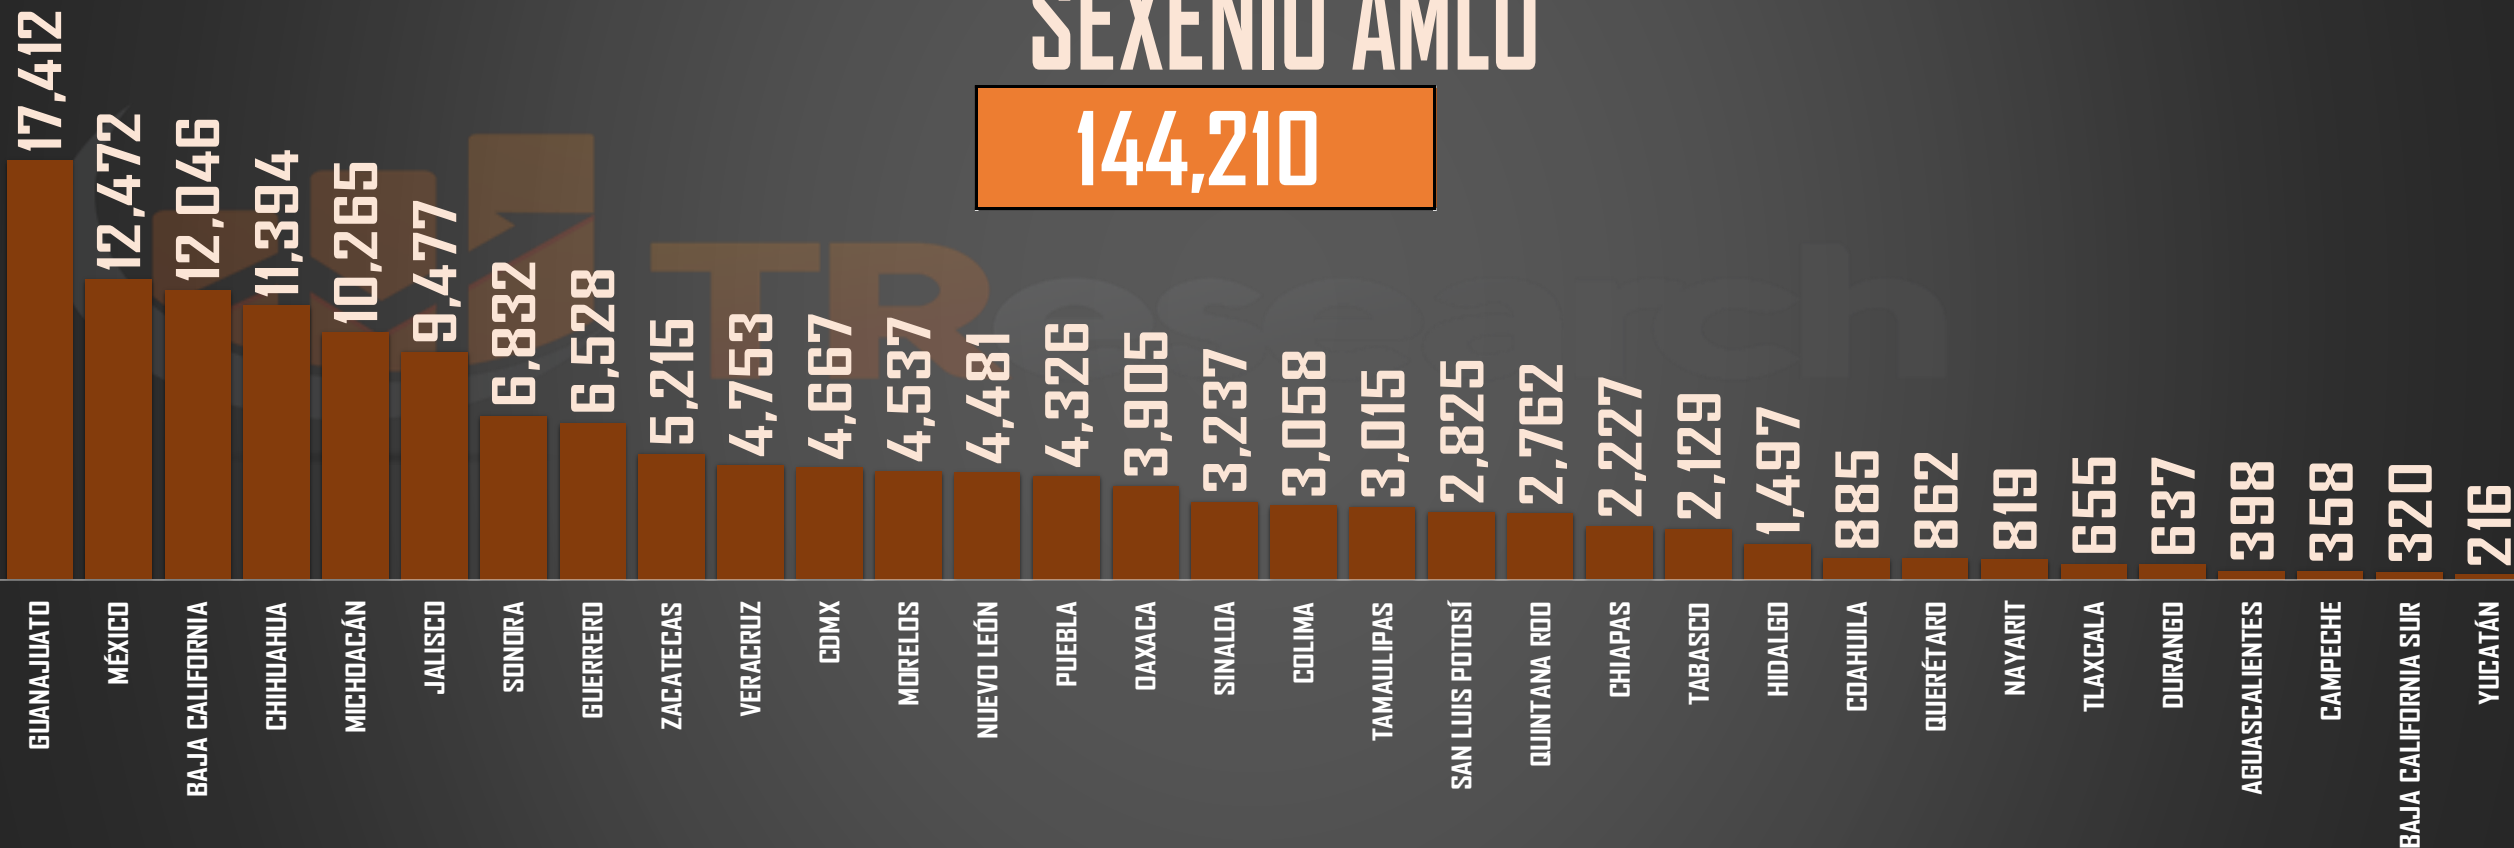 SEXENIO AMLO
144,210
17,412
12,472
12,046
11,394
10,265
9,477
6,832
6,528
5,215
4,753
4,667
4,537
4,481
4,326
3,905
3,237
3,058
3,015
2,825
2,762
2,227
2,129
1,497
885
862
819
655
637
398
358
320
216
TResearch
GUANAJUATO
MÉXICO
BAJA CALIFORNIA
CHIHUAHUA
MICHOACÁN
JALISCO
SONORA
GUERRERO
ZACATECAS
VERACRUZ
CDMX
MORELOS
NUEVO LEÓN
PUEBLA
OAXACA
SINALOA
COLIMA
TAMAULIPAS
SAN LUIS POTOSÍ
QUINTANA ROO
CHIAPAS
TABASCO
HIDALGO
COAHUILA
QUERÉTARO
NAYARIT
TLAXCALA
DURANGO
AGUASCALIENTES
CAMPECHE
BAJA CALIFORNIA SUR
YUCATÁN